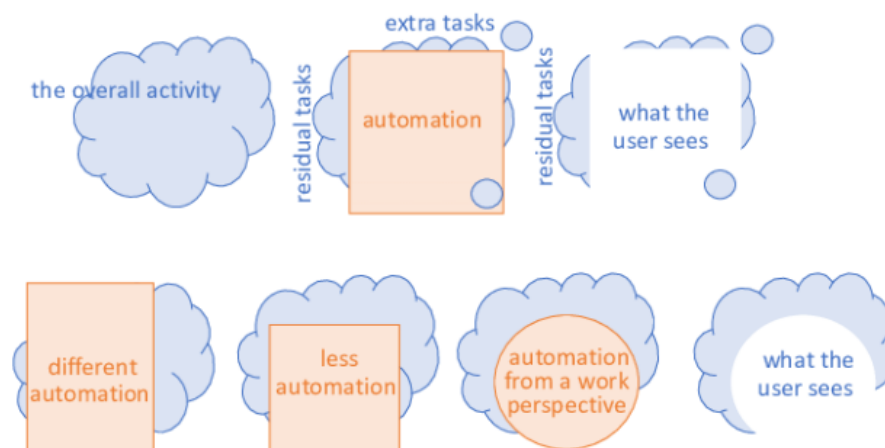 extra tasks
the overall activity
residual tasks
automation
residual tasks
what the
user sees
different
automation
less
automation
automation
from a work
perspective
what the
user sees